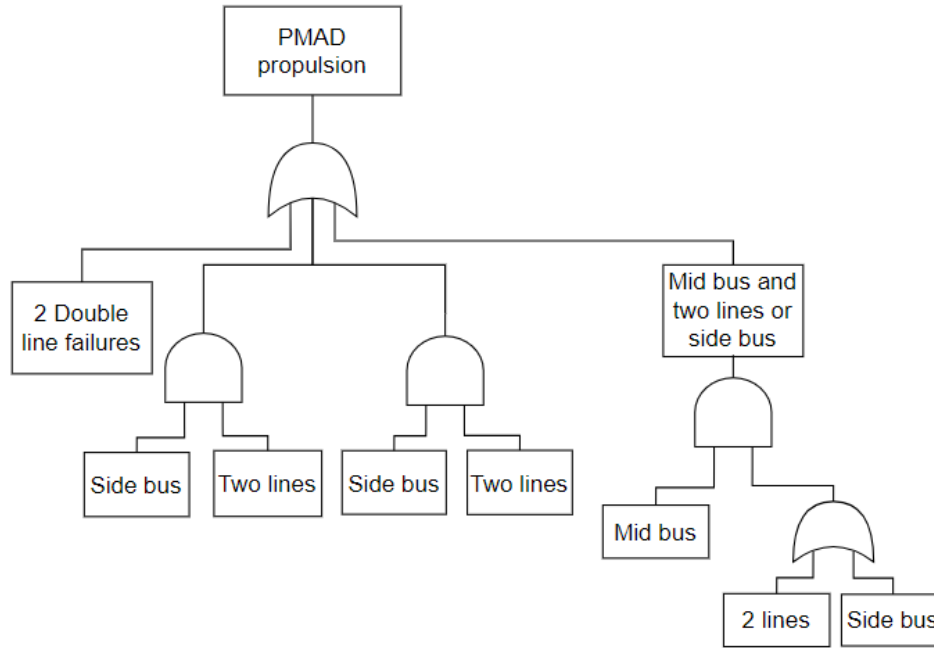 PMAD
propulsion
2 Double
line failures
Mid bus and
two lines or
side bus
Side bus
Two lines
Side bus
Two lines
Mid bus
2 lines
Side bus